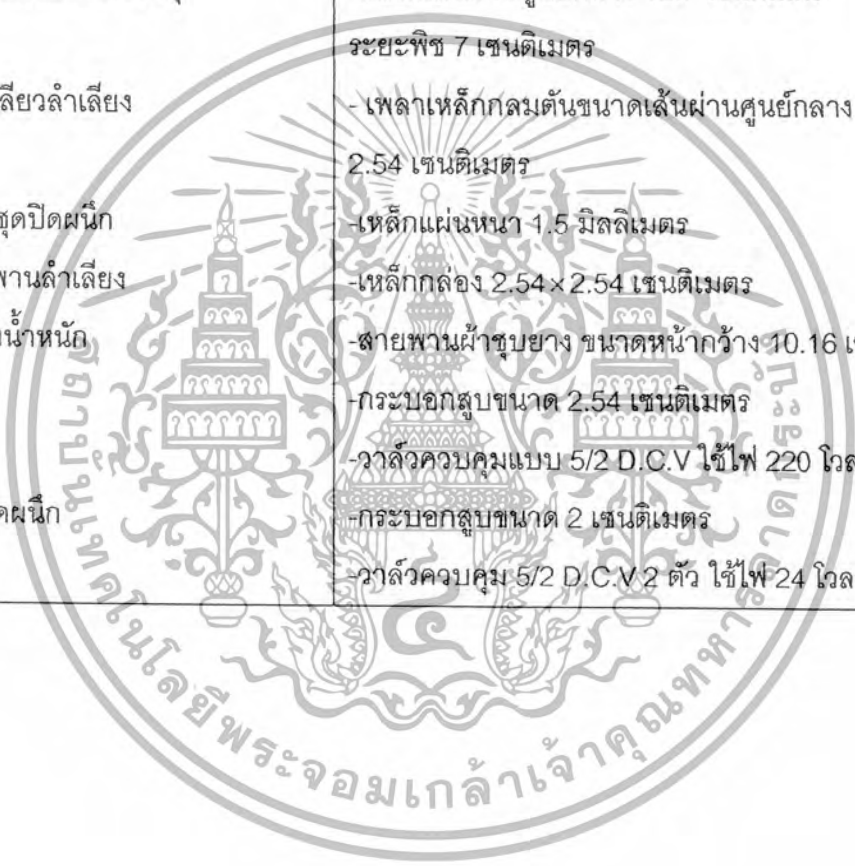 ระยะพิช 7 เซนติเมตร
ลียวลำเลียง - เพลาเหล็กกลมตันขนาดเส้นผ่านศูนย์กลาง
2.54 เซนติเมตร
ชุดปิดผนึก -เหล็กแผ่นหนา 1.5 มิลลิเมตร
พานลำเลียง -เหล็กกล่อง 2.54×2.54 เซนติเมตร
น้ำหนัก -สายพานผ้าชุบยาง ขนาดหน้ากว้าง 10.16 เ
-กระบอกสูบขนาด 2.54 เซนติเมตร
-วาล์วควบคุมแบบ 5/2 D.C.V ใช้ไฟ 220 โวล
ดผนึก -กระบอกสูบขนาด 2 เซนติเมตร
-วาล์วควบคุม 5/2 D.C.V 2 ตัว ใช้ไฟ 24 โวล
สถาบันเทคโนโลยีพระจอมเกล้าเจ้าคุณทหารลาดกระบัง